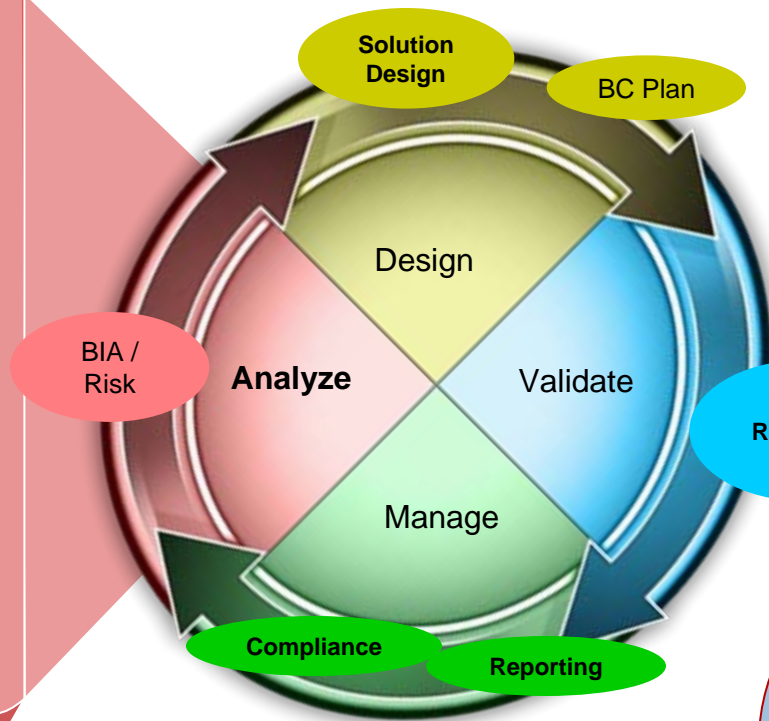 Solution
Design
BC Plan
Design
BIA /
Risk
Analyze
Validate
Manage
Compliance
Reporting